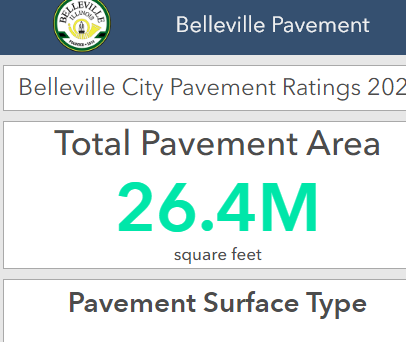 BELLEVILLE
ILLINOIS
Belleville Pavement
Belleville City Pavement Ratings 202
Total Pavement Area
26.4M
square feet
Pavement Surface Type